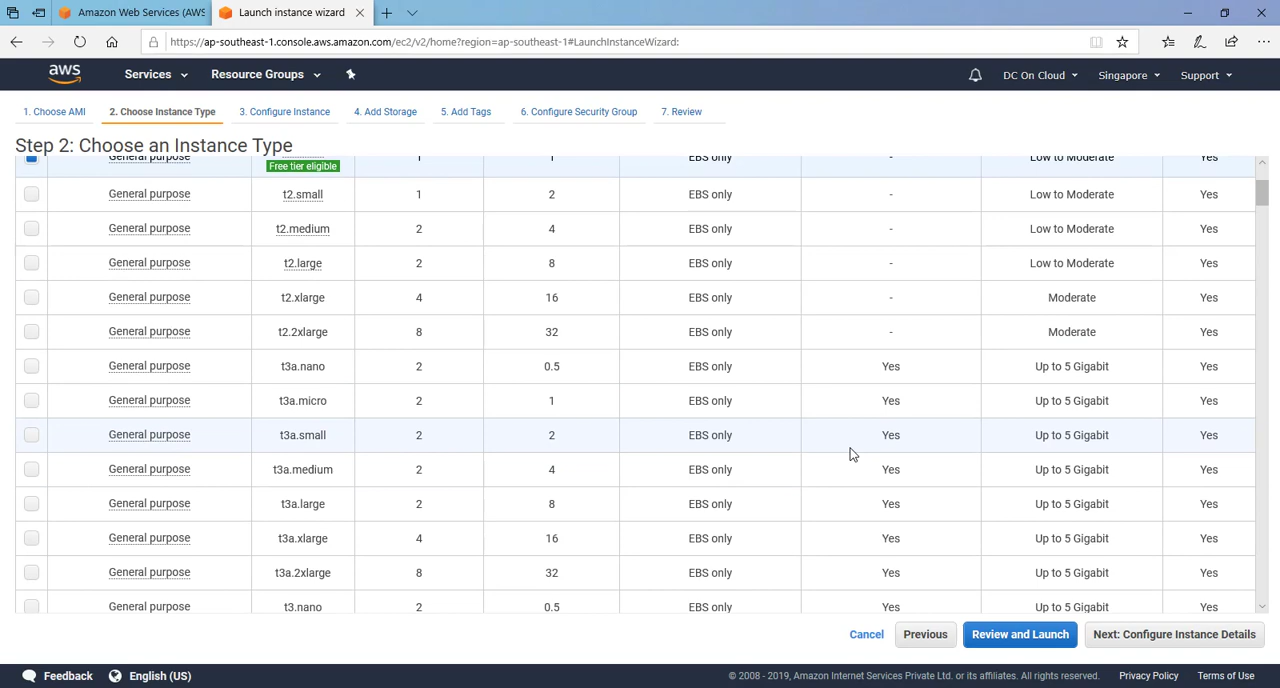 Amazon Web Services (AWS
Launch instance wizard
https://ap-southeast-1.console.aws.amazon.com/ec2/v2/home?region=ap-southeast-1#LaunchInstanceWizard:
aws Services Resource Groups DC On Cloud Singapore Support
1. Choose AMI 2. Choose Instance Type 3. Configure Instance 4. Add Storage 5. Add Tags 6. Configure Security Group 7. Review
Step 2: Choose an Instance Type
General purpose 1 1 EBS only - Low to Moderate Yes
Free tier eligible
General purpose t2.small 1 2 EBS only - Low to Moderate Yes
General purpose t2.medium 2 4 EBS only - Low to Moderate Yes
General purpose t2.large 2 8 EBS only - Low to Moderate Yes
General purpose t2.xlarge 4 16 EBS only - Moderate Yes
General purpose t2.2xlarge 8 32 EBS only - Moderate Yes
General purpose t3a.nano 2 0.5 EBS only Yes Up to 5 Gigabit Yes
General purpose t3a.micro 2 1 EBS only Yes Up to 5 Gigabit Yes
General purpose t3a.small 2 2 EBS only Yes Up to 5 Gigabit Yes
General purpose t3a.medium 2 4 EBS only Yes Up to 5 Gigabit Yes
General purpose t3a.large 2 8 EBS only Yes Up to 5 Gigabit Yes
General purpose t3a.xlarge 4 16 EBS only Yes Up to 5 Gigabit Yes
General purpose t3a.2xlarge 8 32 EBS only Yes Up to 5 Gigabit Yes
General purpose t3.nano 2 0.5 EBS only Yes Up to 5 Gigabit Yes
Cancel Previous Review and Launch Next: Configure Instance Details
Feedback English (US) © 2008 - 2019, Amazon Internet Services Private Ltd. or its affiliates. All rights reserved. Privacy Policy Terms of Use